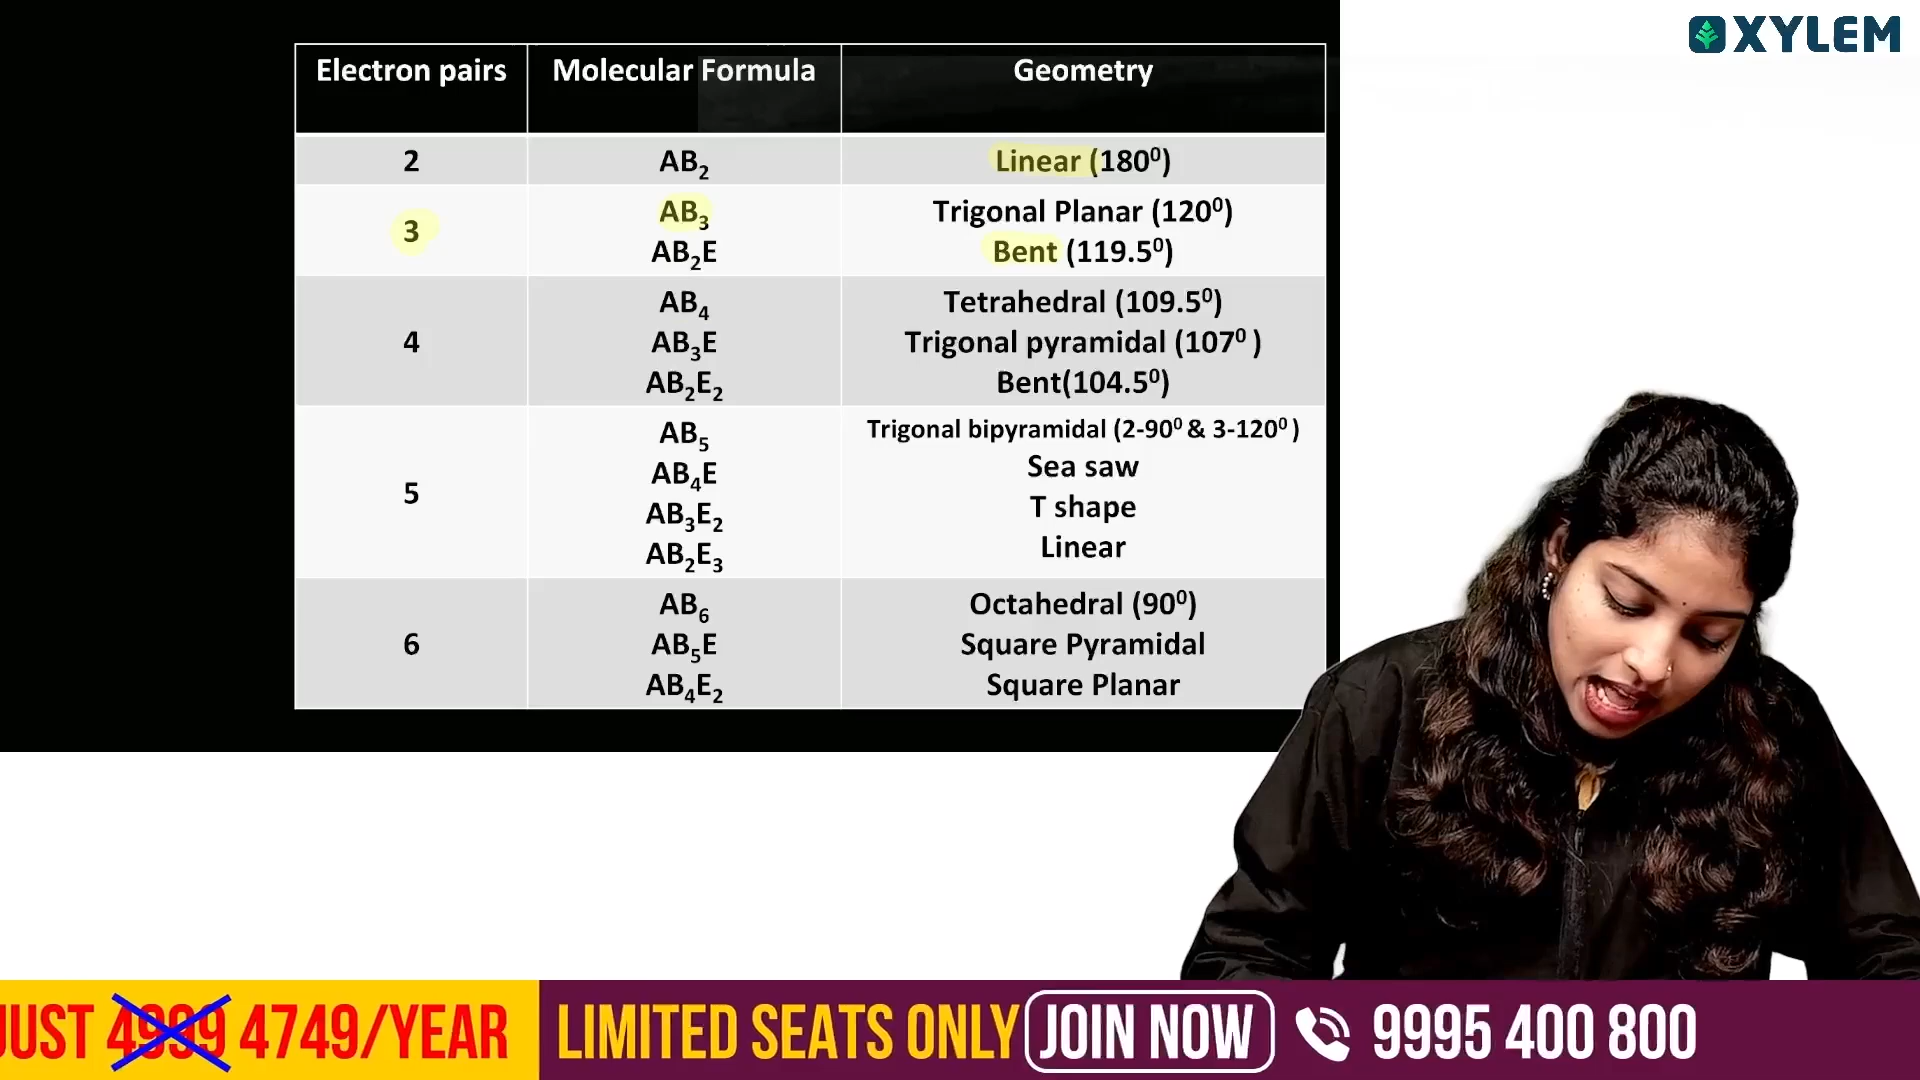 XYLEM
Electron pairs Molecular Formula Geometry
2 AB₂ Linear (180⁰)
3 AB₃ Trigonal Planar (120⁰)
AB₂E Bent (119.5⁰)
4 AB₄ Tetrahedral (109.5⁰)
AB₃E Trigonal pyramidal (107⁰ )
AB₂E₂ Bent(104.5⁰)
5 AB₅ Trigonal bipyramidal (2-90⁰ & 3-120⁰ )
AB₄E Sea saw
AB₃E₂ T shape
AB₂E₃ Linear
6 AB₆ Octahedral (90⁰)
AB₅E Square Pyramidal
AB₄E₂ Square Planar
JUST 4999 4749/YEAR LIMITED SEATS ONLY JOIN NOW 9995 400 800